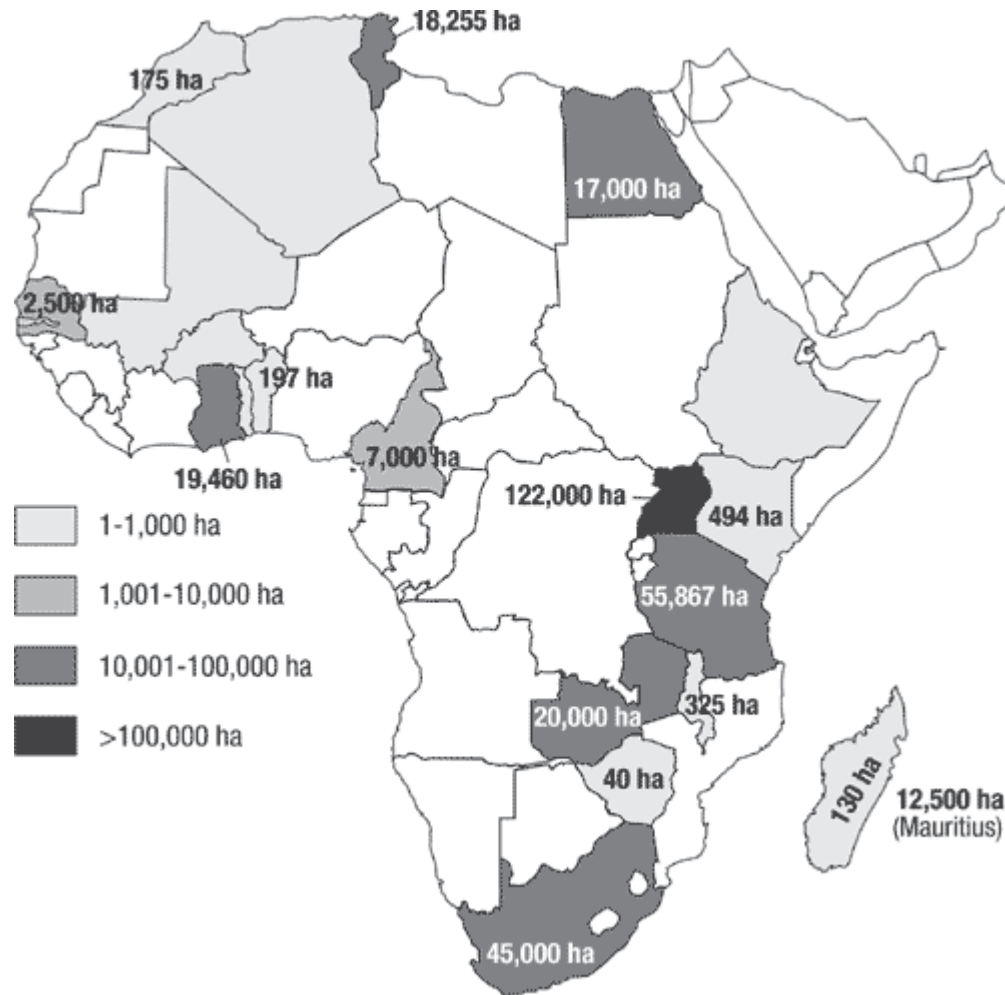 18,255 ha
175 ha
17,000 ha
2,500 ha
197 ha
7,000 ha
19,460 ha
122,000 ha
494 ha
1-1,000 ha
1,001-10,000 ha
55,867 ha
10,001-100,000 ha
325 ha
20,000 ha
>100,000 ha
40 ha
130 ha
12,500 ha
(Mauritius)
45,000 ha